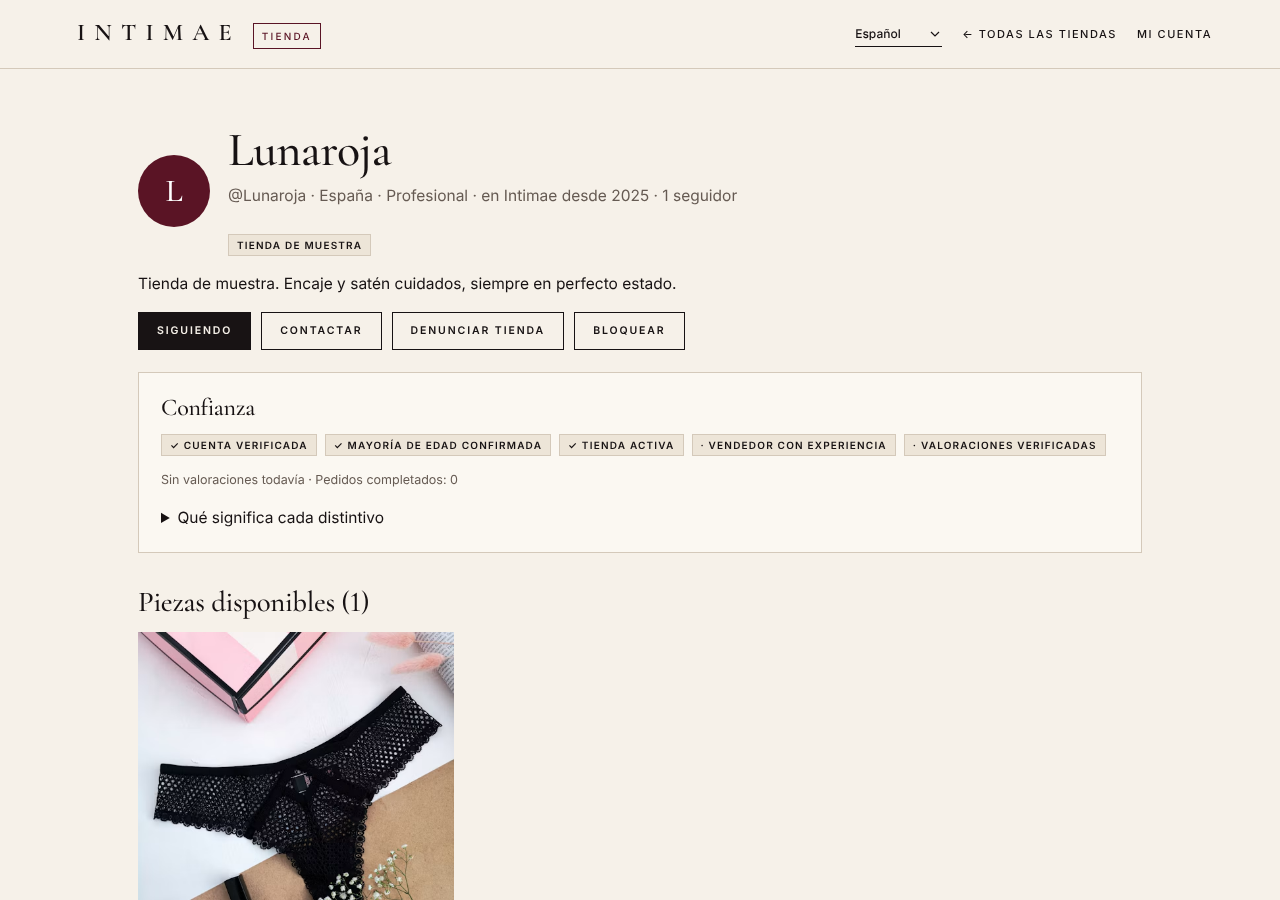 INTIMAE TIENDA
Español
← TODAS LAS TIENDAS
MI CUENTA
L
Lunaroja
@Lunaroja · España · Profesional · en Intimae desde 2025 · 1 seguidor
TIENDA DE MUESTRA
Tienda de muestra. Encaje y satén cuidados, siempre en perfecto estado.
SIGUIENDO
CONTACTAR
DENUNCIAR TIENDA
BLOQUEAR
Confianza
✓ CUENTA VERIFICADA
✓ MAYORÍA DE EDAD CONFIRMADA
✓ TIENDA ACTIVA
· VENDEDOR CON EXPERIENCIA
· VALORACIONES VERIFICADAS
Sin valoraciones todavía · Pedidos completados: 0
▶ Qué significa cada distintivo
Piezas disponibles (1)